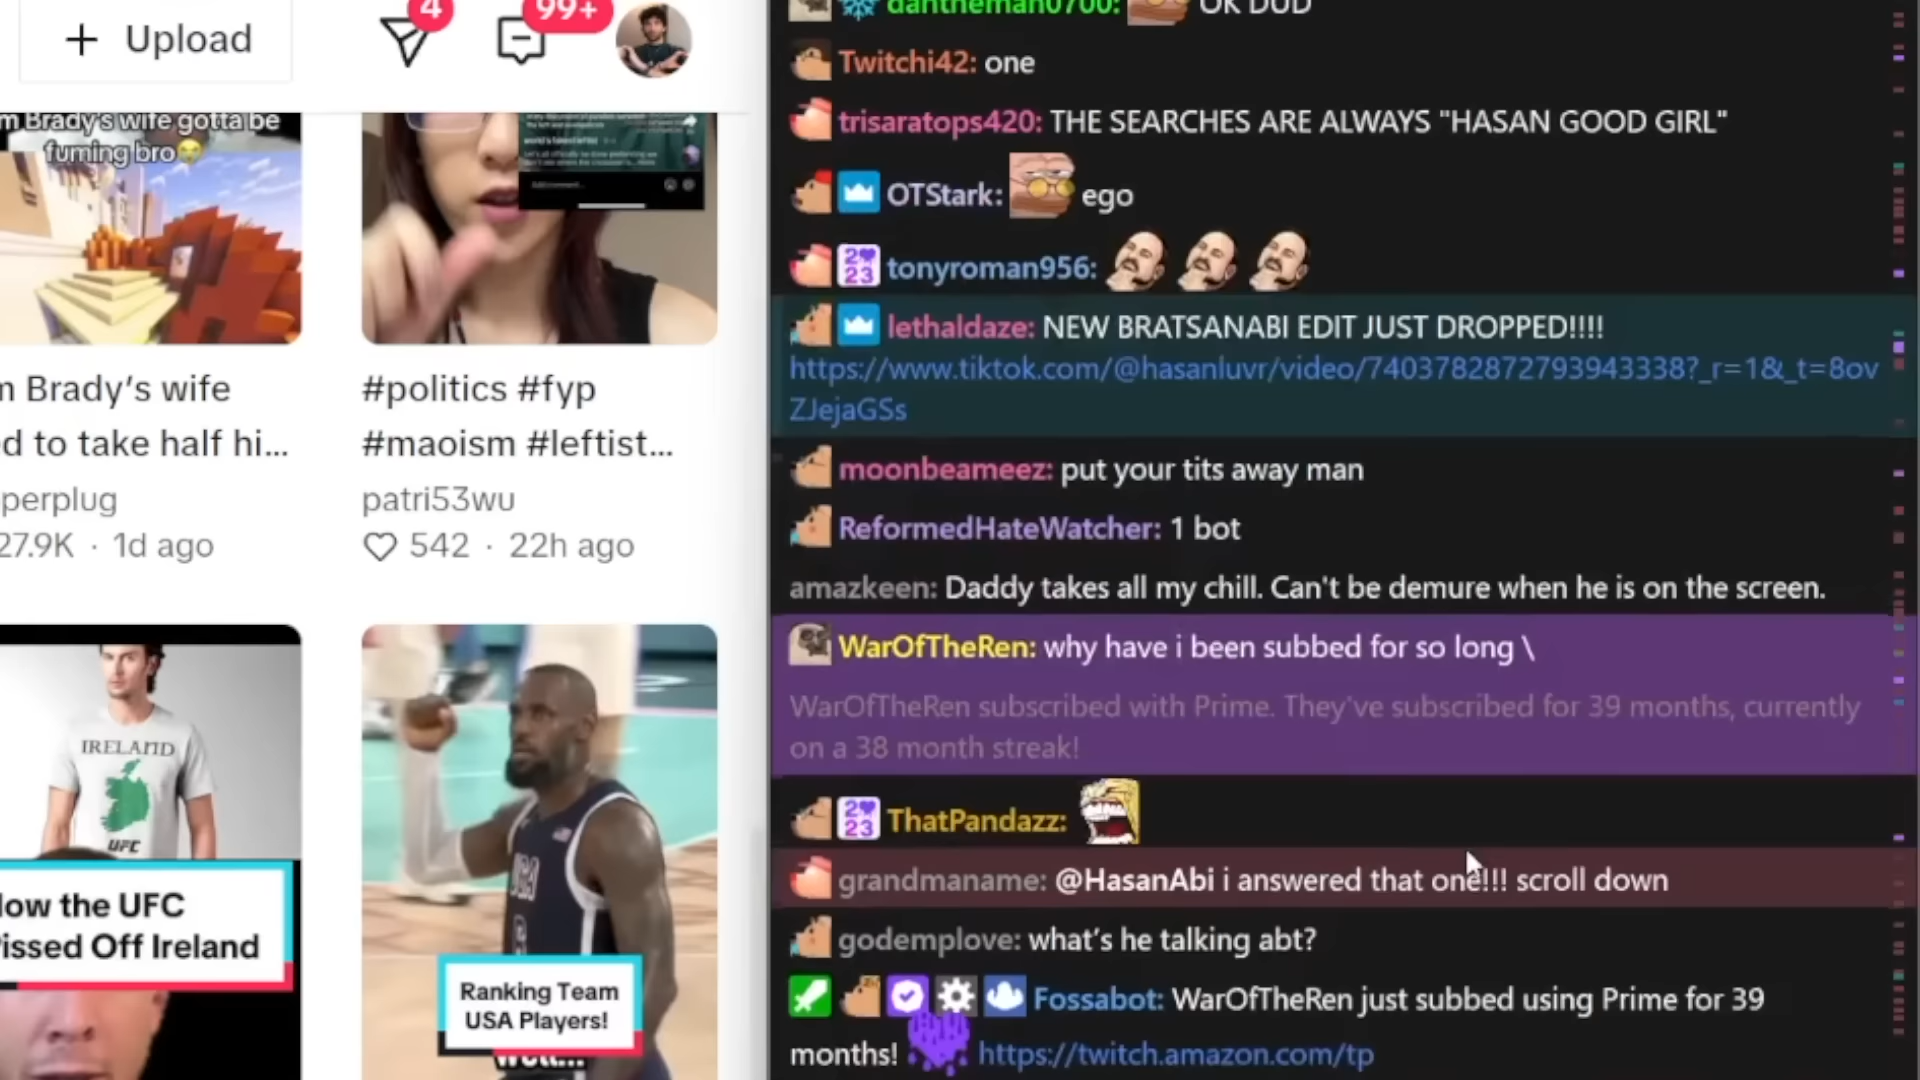 + Upload
4
99+
m Brady's wife gotta be
fuming bro
m Brady's wife
ed to take half hi...
perplug
27.9K · 1d ago
#politics #fyp
#maoism #leftist...
patri53wu
542 · 22h ago
IRELAND
UFC
How the UFC
Pissed Off Ireland
Ranking Team
USA Players!
well...
dantheman0700: OK DUD
Twitchi42: one
trisaratops420: THE SEARCHES ARE ALWAYS "HASAN GOOD GIRL"
OTStark: ego
tonyroman956:
lethaldaze: NEW BRATSANABI EDIT JUST DROPPED!!!!
https://www.tiktok.com/@hasanluvr/video/7403782872793943338?_r=1&_t=8ov
ZJejaGSs
moonbeameez: put your tits away man
ReformedHateWatcher: 1 bot
amazkeen: Daddy takes all my chill. Can't be demure when he is on the screen.
WarOfTheRen: why have i been subbed for so long \
WarOfTheRen subscribed with Prime. They've subscribed for 39 months, currently
on a 38 month streak!
ThatPandazz:
grandmaname: @HasanAbi i answered that one!!! scroll down
godemplove: what's he talking abt?
Fossabot: WarOfTheRen just subbed using Prime for 39
months! https://twitch.amazon.com/tp